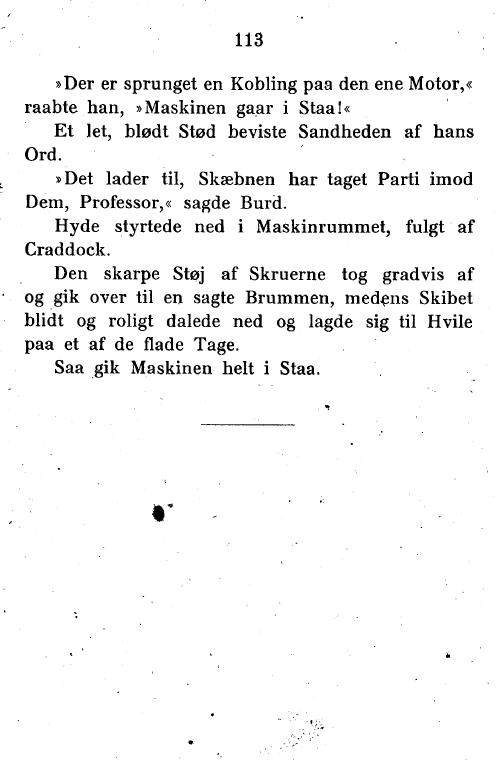 113
»Der er sprunget en Kobling paa den ene Motor,«
raabte han, »Maskinen gaar i Staa!«
Et let, blødt Stød beviste Sandheden af hans
Ord.
»Det lader til, Skæbnen har taget Parti imod
Dem, Professor,« sagde Burd.
Hyde styrtede ned i Maskinrummet, fulgt af
Craddock.
Den skarpe Støj af Skruerne tog gradvis af
og gik over til en sagte Brummen, medens Skibet
blidt og roligt dalede ned og lagde sig til Hvile
paa et af de flade Tage.
Saa gik Maskinen helt i Staa.